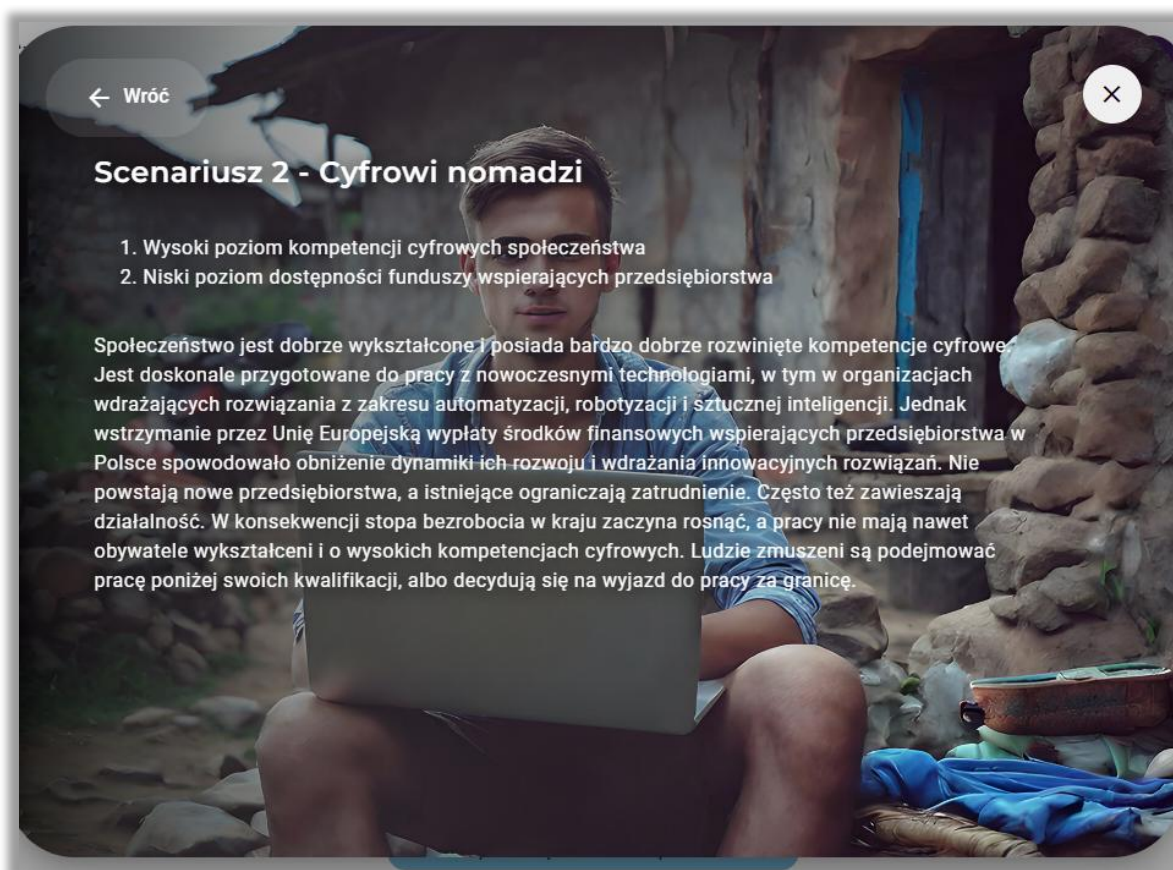 Wróć
Scenariusz 2 - Cyfrowi nomadzi
1. Wysoki poziom kompetencji cyfrowych społeczeństwa
2. Niski poziom dostępności funduszy wspierających przedsiębiorstwa
Społeczeństwo jest dobrze wykształcone i posiada bardzo dobrze rozwinięte kompetencje cyfrowe.
Jest doskonale przygotowane do pracy z nowoczesnymi technologiami, w tym w organizacjach
wdrażających rozwiązania z zakresu automatyzacji, robotyzacji i sztucznej inteligencji. Jednak
wstrzymanie przez Unię Europejską wypłaty środków finansowych wspierających przedsiębiorstwa w
Polsce spowodowało obniżenie dynamiki ich rozwoju i wdrażania innowacyjnych rozwiązań. Nie
powstają nowe przedsiębiorstwa, a istniejące ograniczają zatrudnienie. Często też zawieszają
działalność. W konsekwencji stopa bezrobocia w kraju zaczyna rosnąć, a pracy nie mają nawet
obywatele wykształceni i o wysokich kompetencjach cyfrowych. Ludzie zmuszeni są podejmować
pracę poniżej swoich kwalifikacji, albo decydują się na wyjazd do pracy za granicę.